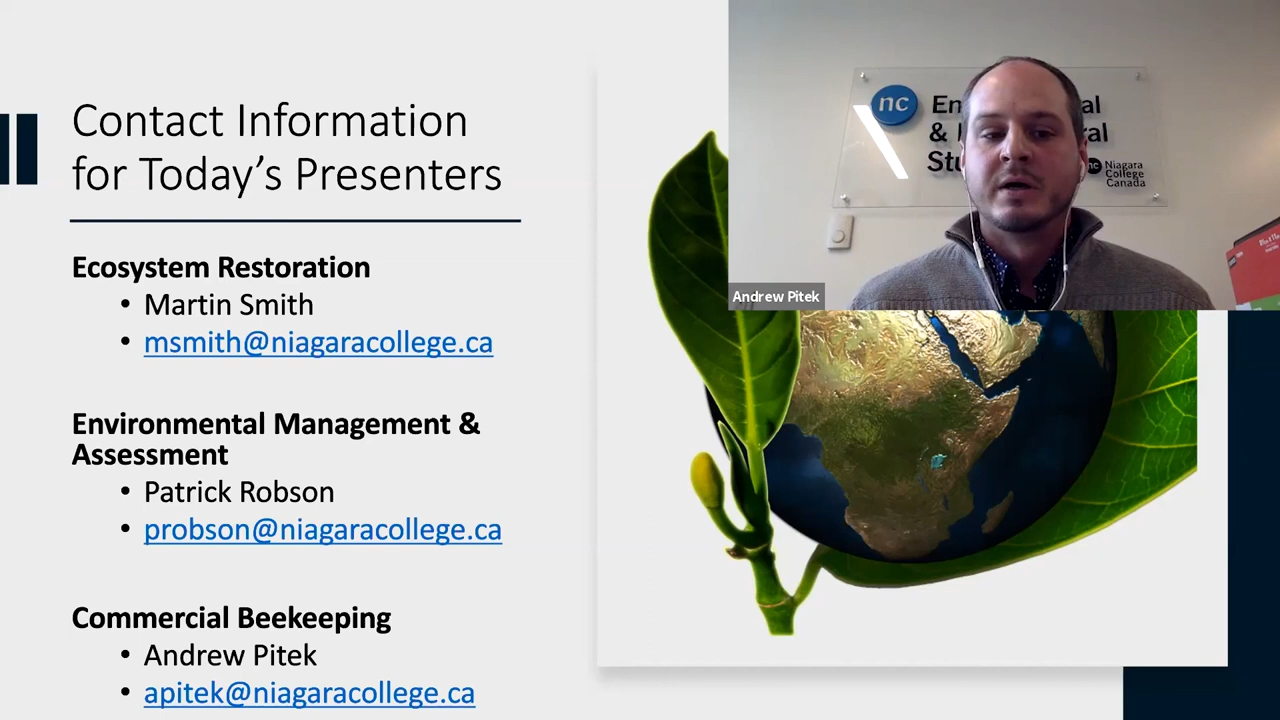 Contact Information
for Today's Presenters
Ecosystem Restoration
• Martin Smith
• msmith@niagaracollege.ca
Environmental Management &
Assessment
• Patrick Robson
• probson@niagaracollege.ca
Commercial Beekeeping
• Andrew Pitek
• apitek@niagaracollege.ca
nc
&
Niagara
College
Canada
Andrew Pitek